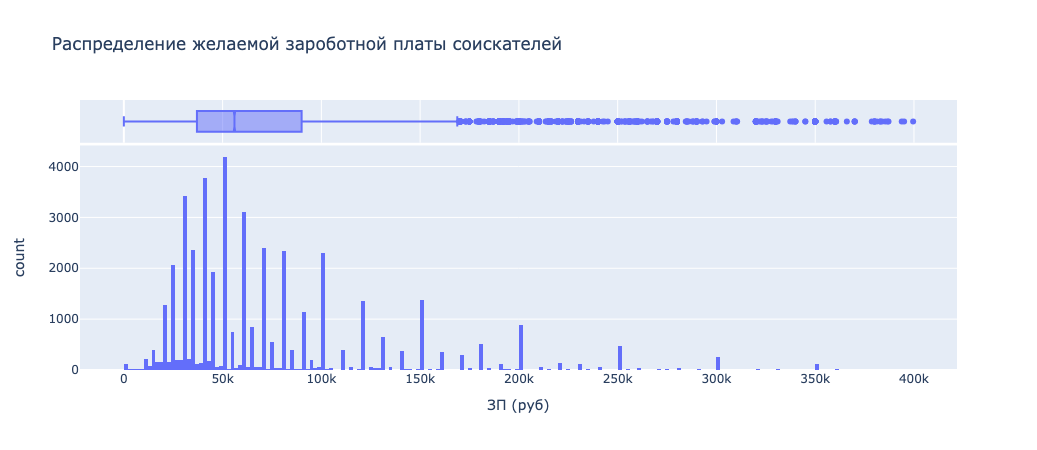 Распределение желаемой зароботной платы соискателей
4000
3000
2000
1000
0
count
0 50k 100k 150k 200k 250k 300k 350k 400k
ЗП (руб)